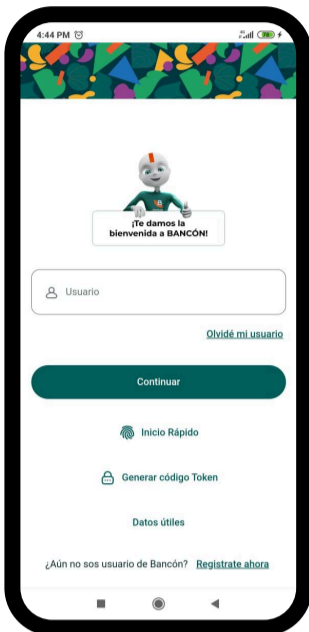 4:44 PM
¡Te damos la
bienvenida a BANCÓN!
Usuario
Olvidé mi usuario
Continuar
Inicio Rápido
Generar código Token
Datos útiles
¿Aún no sos usuario de Bancón? Registrate ahora